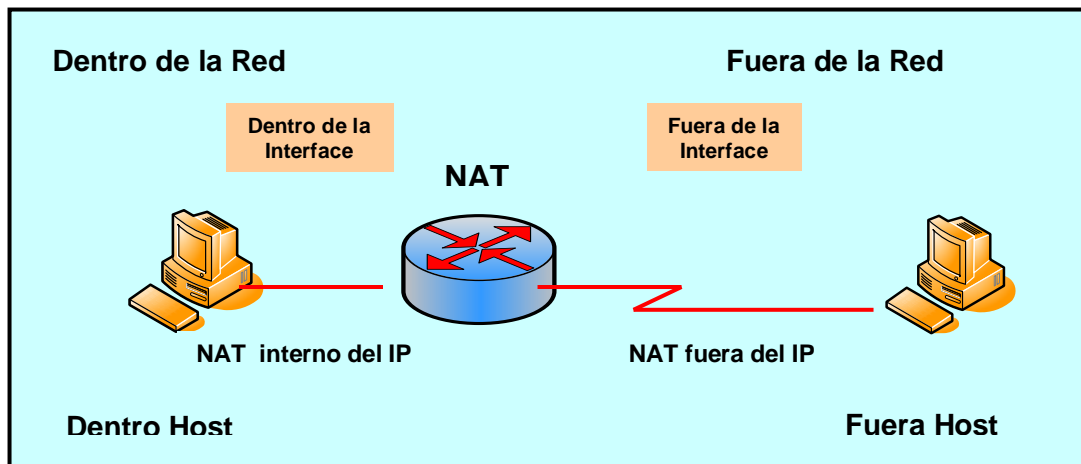 Dentro de la Red
Fuera de la Red
Dentro de la
Interface
Fuera de la
Interface
NAT
NAT interno del IP
NAT fuera del IP
Dentro Host
Fuera Host